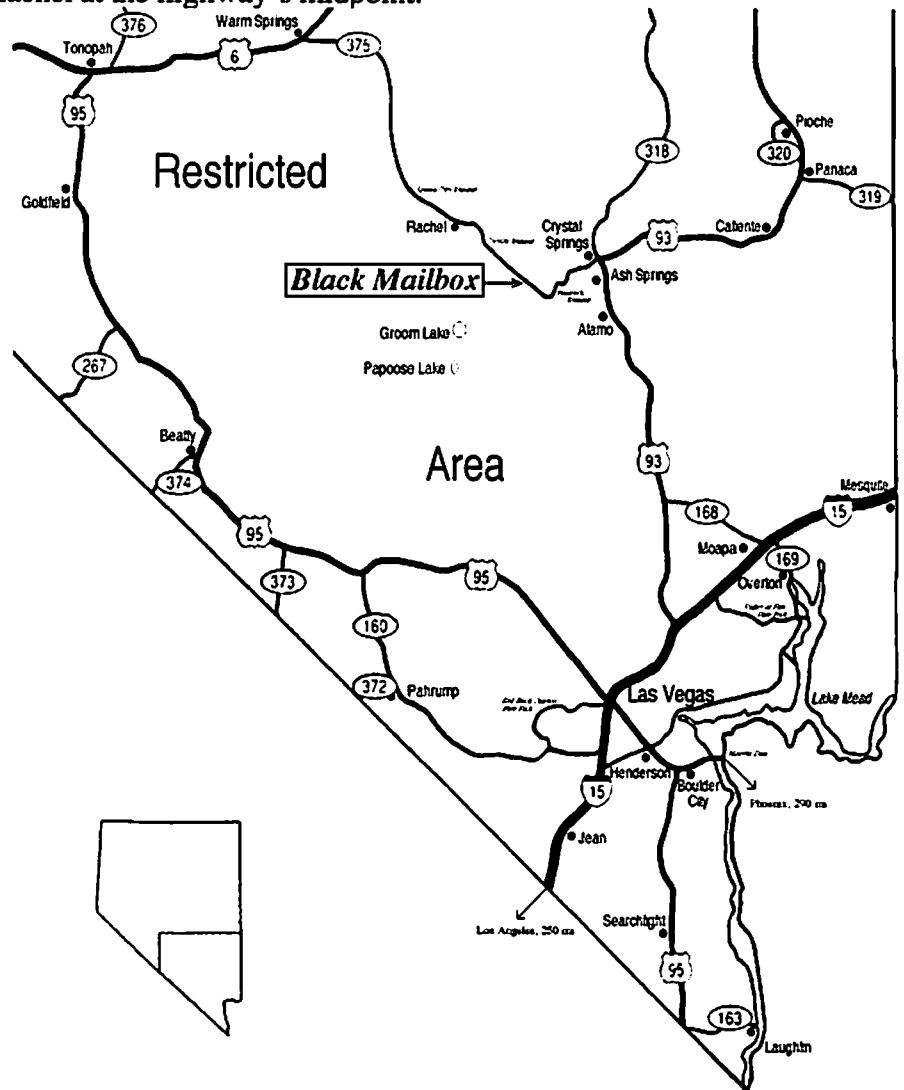 at the highway's midpoint.
376
Warm Springs
Tonopah
6
375
95
Pioche
318
320
Panaca
Restricted
319
Goldfield
Rachel
Crystal
Springs
93
Caliente
Black Mailbox
Ash Springs
Groom Lake
Alamo
Papoose Lake
267
Beatty
Area
93
374
Mesquite
168
15
95
Moapa
169
373
95
Overton
160
372
Pahrump
Las Vegas
Lake Mead
Henderson
Boulder
City
15
Phoenix, 290 mi
Jean
Los Angeles, 250 mi
Searchlight
95
163
Laughlin